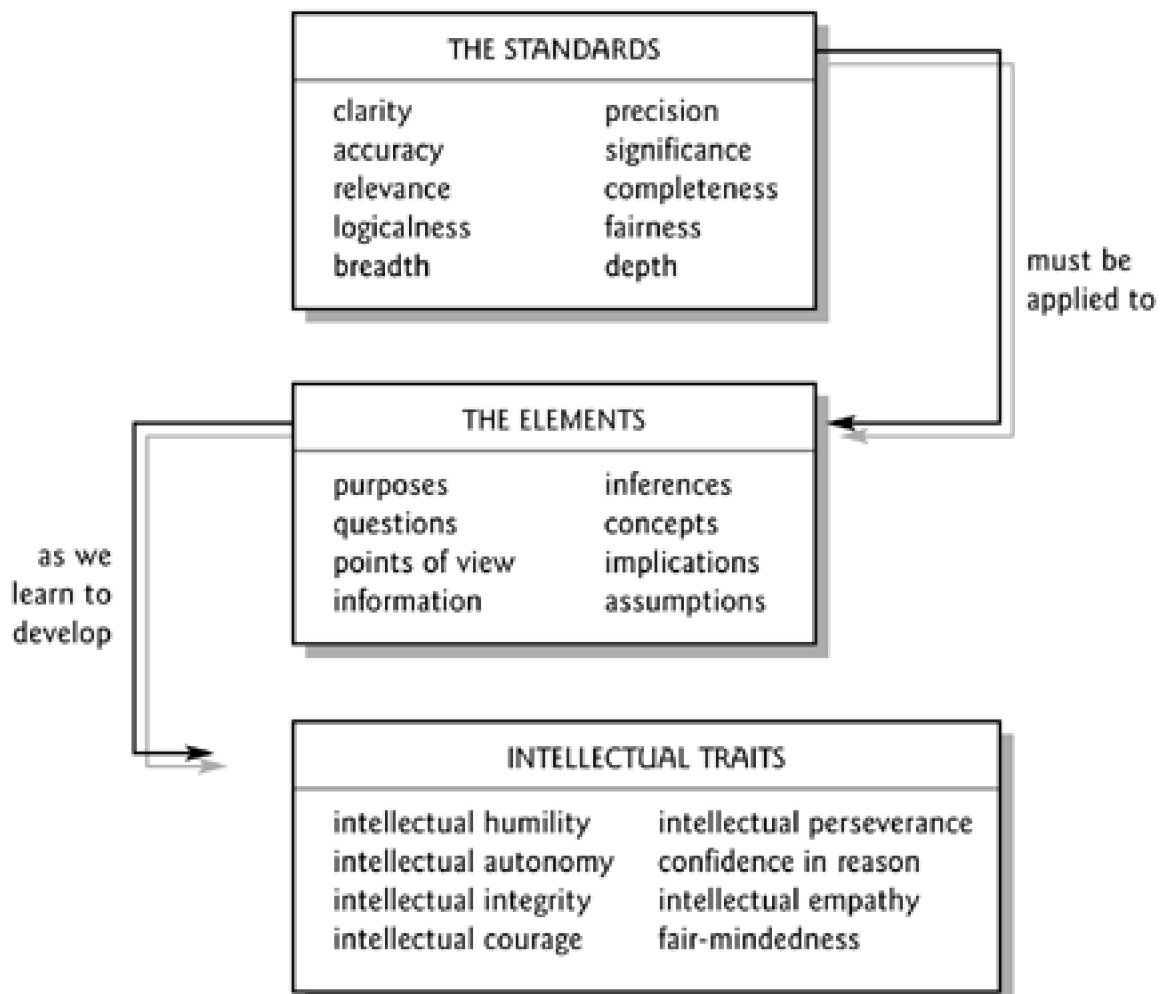 THE STANDARDS
clarity precision
accuracy significance
relevance completeness
logicalness fairness
breadth depth
must be
applied to
THE ELEMENTS
purposes inferences
questions concepts
points of view implications
information assumptions
as we
learn to
develop
INTELLECTUAL TRAITS
intellectual humility intellectual perseverance
intellectual autonomy confidence in reason
intellectual integrity intellectual empathy
intellectual courage fair-mindedness